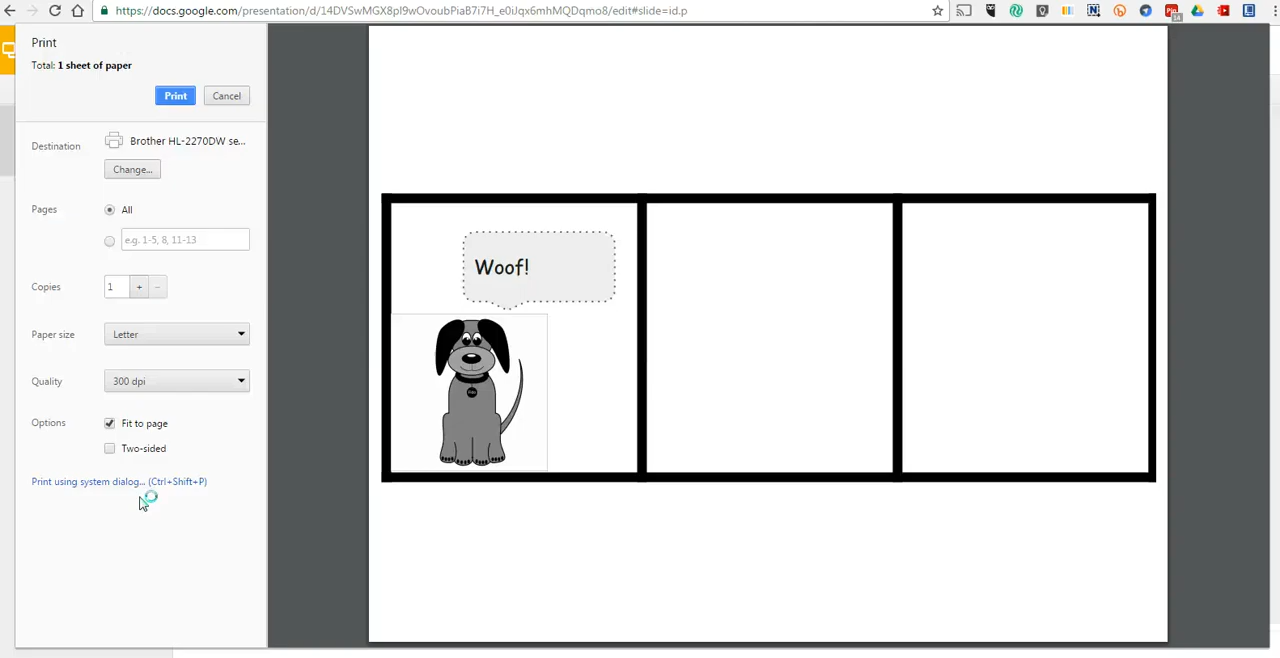 https://docs.google.com/presentation/d/14DVSwMGX8pl9wOvoubPiaB7i7H_e0iJqx6mhMQDqmo8/edit#slide=id.p
Print
Total: 1 sheet of paper
Print Cancel
Destination Brother HL-2270DW se...
Change...
Pages All
e.g. 1-5, 8, 11-13
Copies 1 + −
Paper size Letter
Quality 300 dpi
Options Fit to page
Two-sided
Print using system dialog... (Ctrl+Shift+P)
Woof!